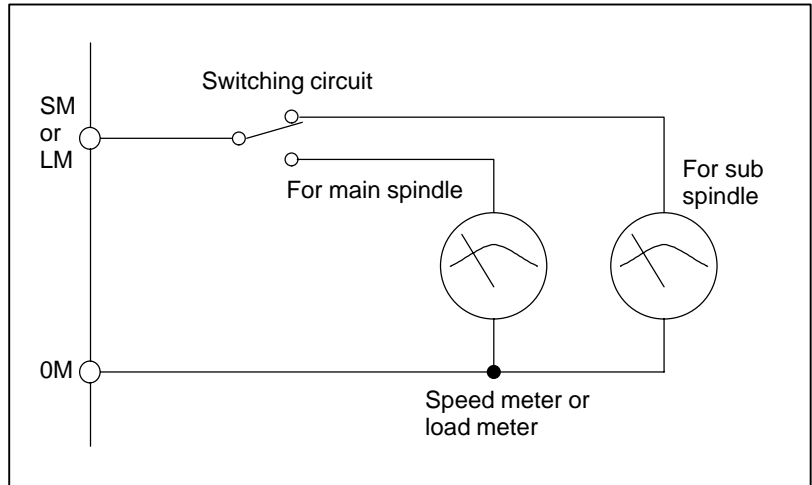 Switching circuit
SM
or
LM
For main spindle
For sub
spindle
0M
Speed meter or
load meter